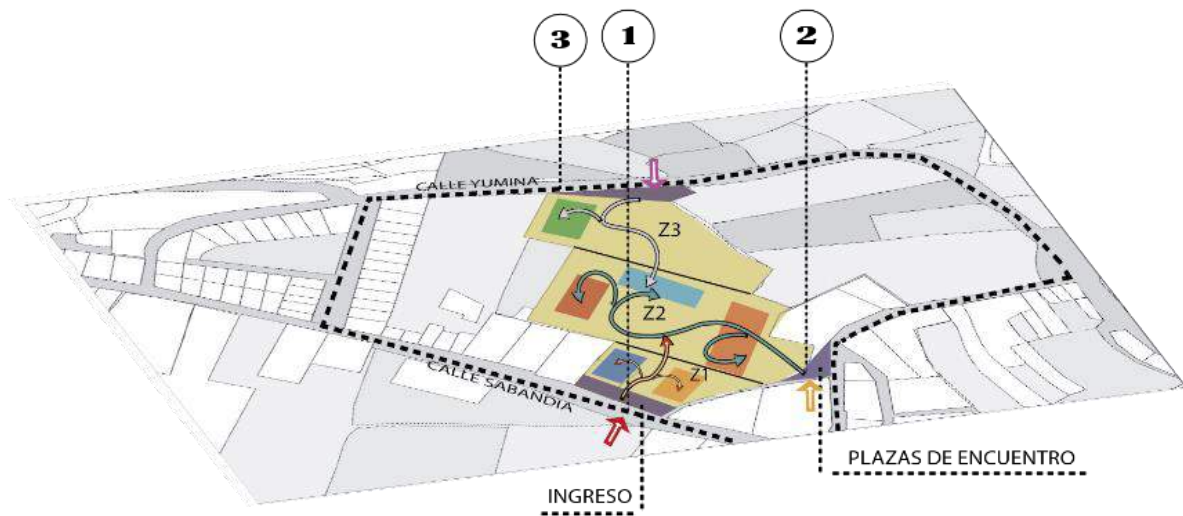 3
1
2
CALLE YUMINA
Z3
Z2
Z1
CALLE SABANDIA
PLAZAS DE ENCUENTRO
INGRESO